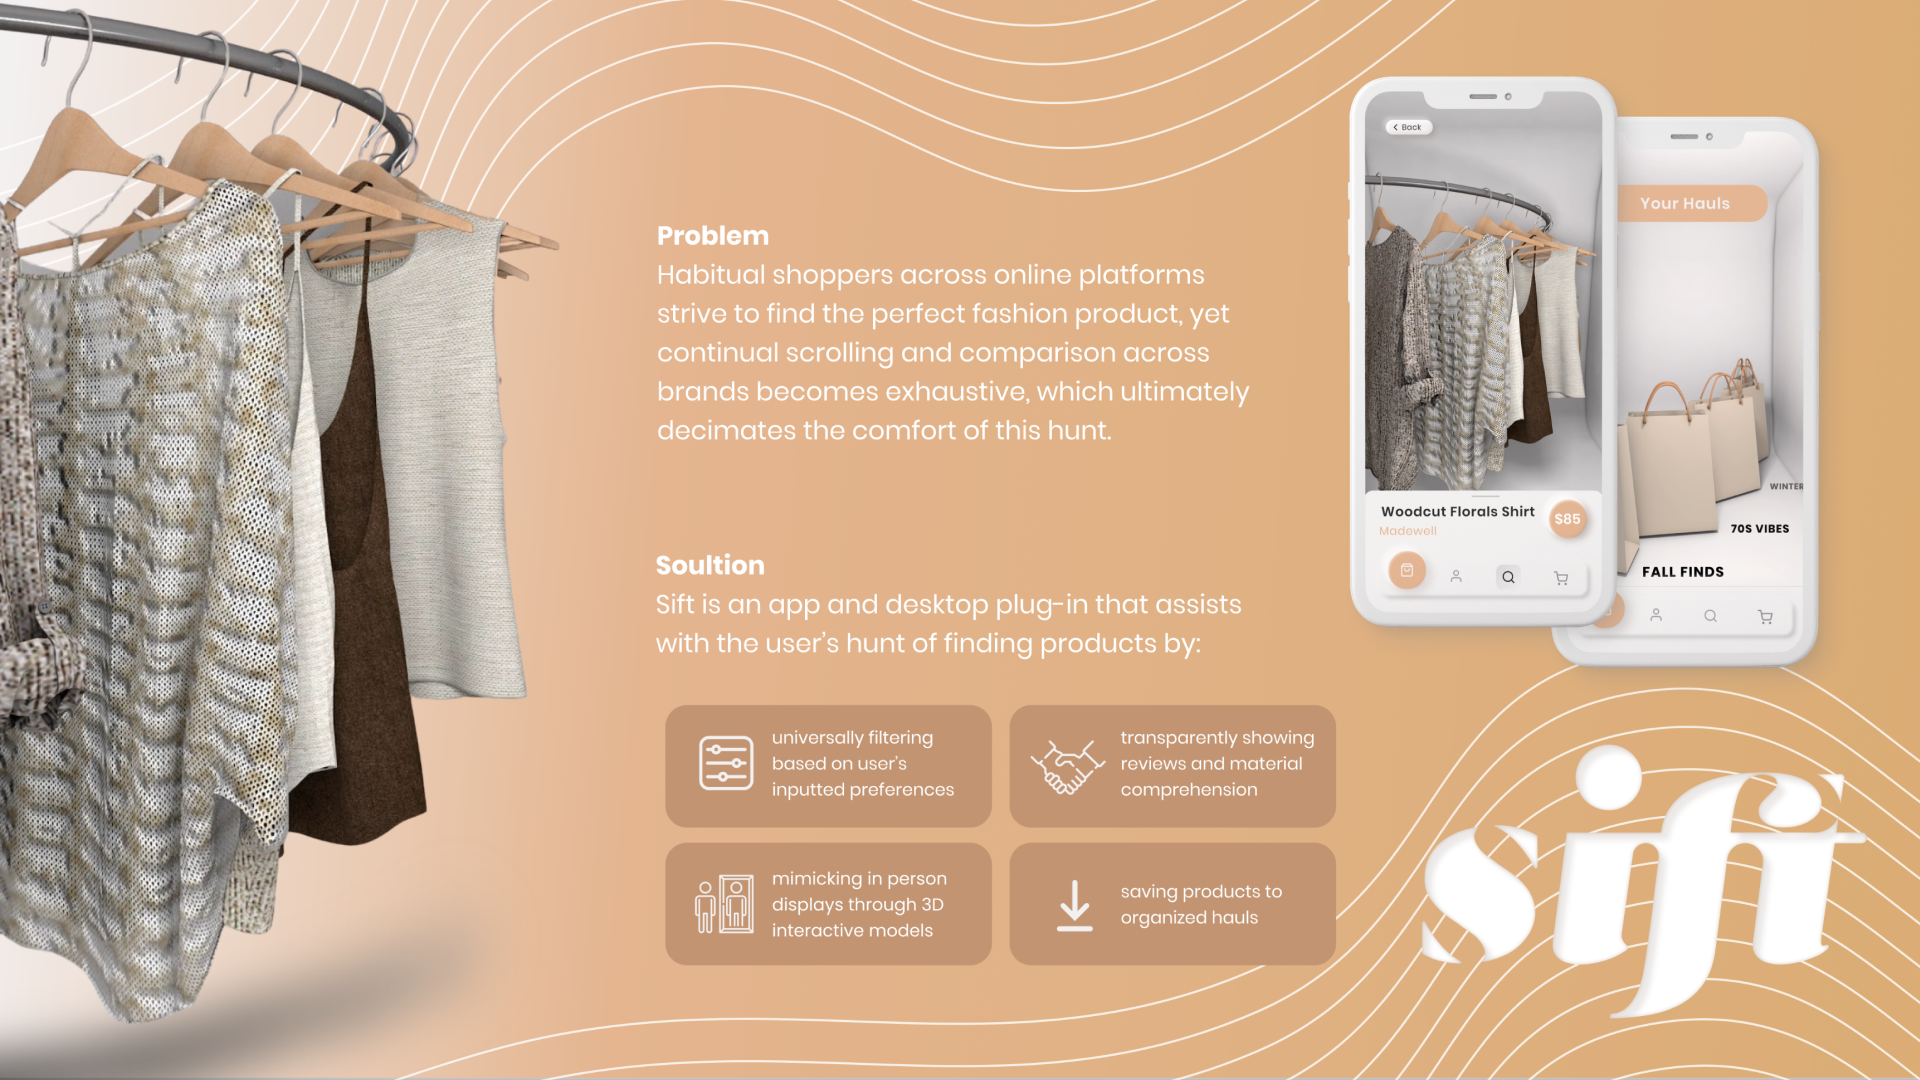 Problem
Habitual shoppers across online platforms
strive to find the perfect fashion product, yet
continual scrolling and comparison across
brands becomes exhaustive, which ultimately
decimates the comfort of this hunt.
Soultion
Sift is an app and desktop plug-in that assists
with the user's hunt of finding products by:
universally filtering
based on user's
inputted preferences
transparently showing
reviews and material
comprehension
mimicking in person
displays through 3D
interactive models
saving products to
organized hauls
Back
Woodcut Florals Shirt
Madewell
$85
Your Hauls
WINTER
70S VIBES
FALL FINDS
sift